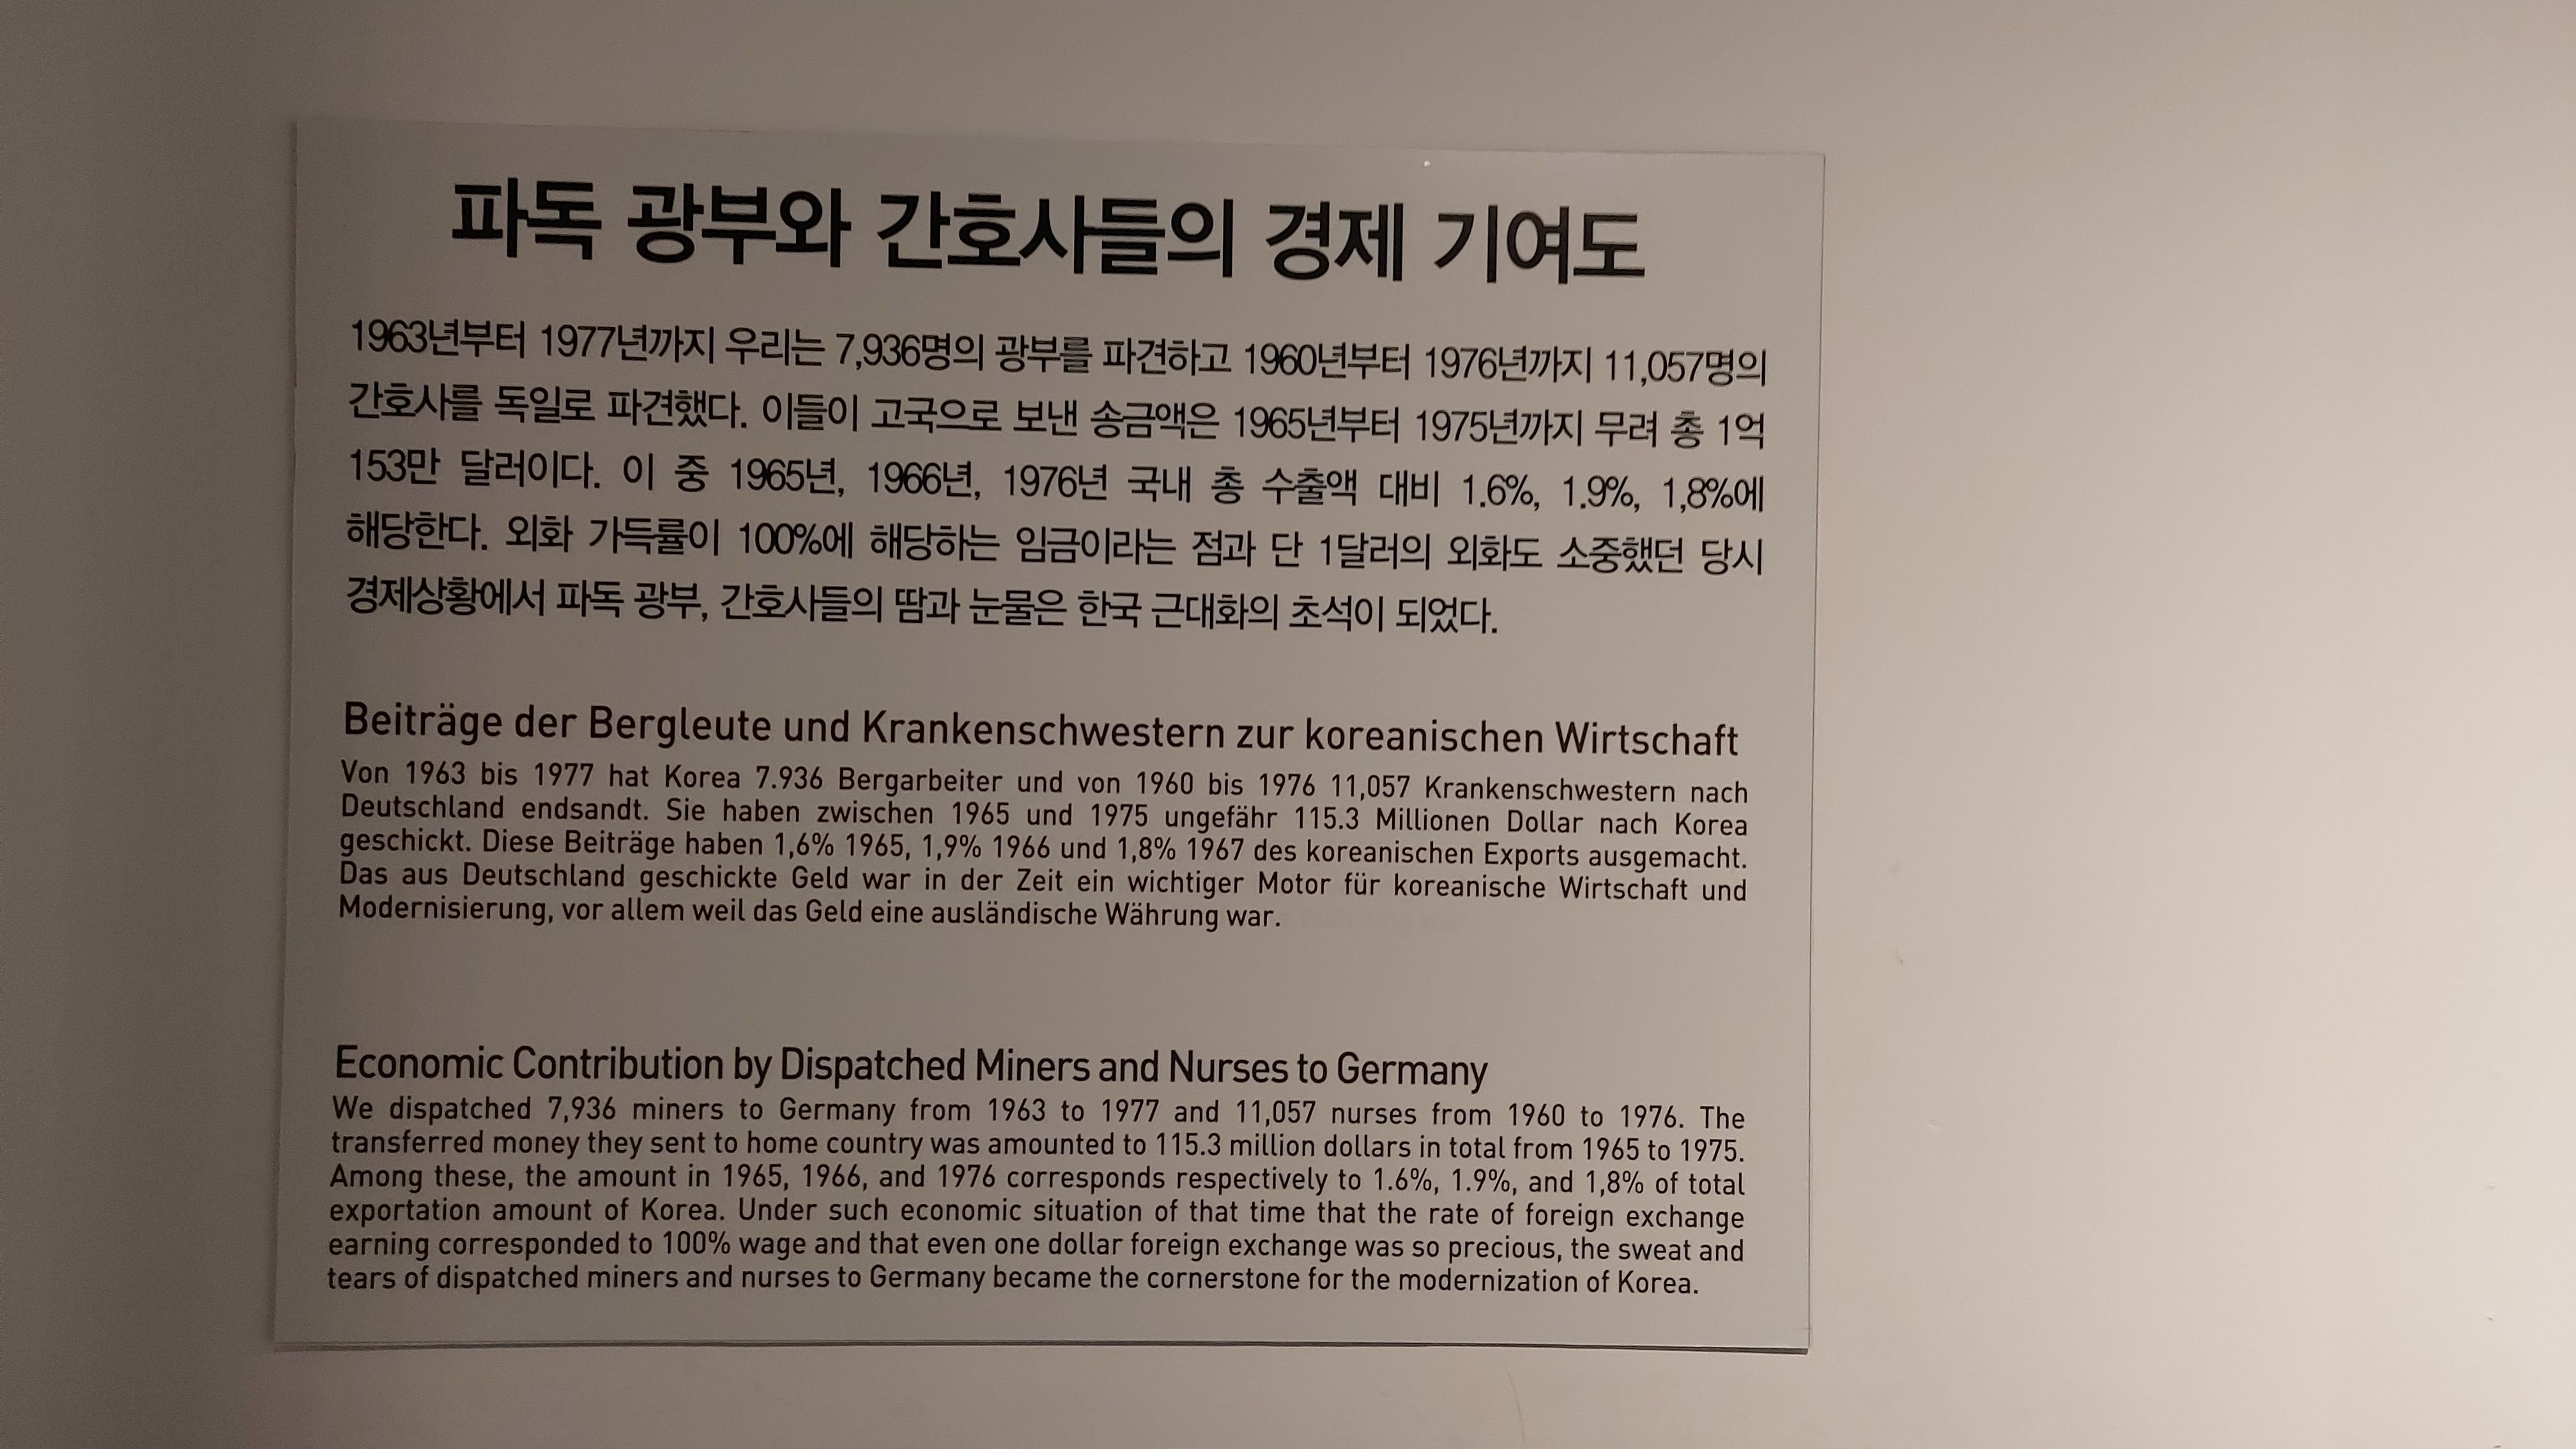 파독 광부와 간호사들의 경제 기여도
1963년부터 1977년까지 우리는 7,936명의 광부를 파견하고 1960년부터 1976년까지 11,057명의
간호사를 독일로 파견했다. 이들이 고국으로 보낸 송금액은 1965년부터 1975년까지 무려 총 1억
153만 달러이다. 이 중 1965년, 1966년, 1976년 국내 총 수출액 대비 1.6%, 1.9%, 1,8%에
해당한다. 외화 가득률이 100%에 해당하는 임금이라는 점과 단 1달러의 외화도 소중했던 당시
경제상황에서 파독 광부, 간호사들의 땀과 눈물은 한국 근대화의 초석이 되었다.
Beiträge der Bergleute und Krankenschwestern zur koreanischen Wirtschaft
Von 1963 bis 1977 hat Korea 7.936 Bergarbeiter und von 1960 bis 1976 11,057 Krankenschwestern nach
Deutschland endsandt. Sie haben zwischen 1965 und 1975 ungefähr 115.3 Millionen Dollar nach Korea
geschickt. Diese Beiträge haben 1,6% 1965, 1,9% 1966 und 1,8% 1967 des koreanischen Exports ausgemacht.
Das aus Deutschland geschickte Geld war in der Zeit ein wichtiger Motor für koreanische Wirtschaft und
Modernisierung, vor allem weil das Geld eine ausländische Währung war.
Economic Contribution by Dispatched Miners and Nurses to Germany
We dispatched 7,936 miners to Germany from 1963 to 1977 and 11,057 nurses from 1960 to 1976. The
transferred money they sent to home country was amounted to 115.3 million dollars in total from 1965 to 1975.
Among these, the amount in 1965, 1966, and 1976 corresponds respectively to 1.6%, 1.9%, and 1,8% of total
exportation amount of Korea. Under such economic situation of that time that the rate of foreign exchange
earning corresponded to 100% wage and that even one dollar foreign exchange was so precious, the sweat and
tears of dispatched miners and nurses to Germany became the cornerstone for the modernization of Korea.